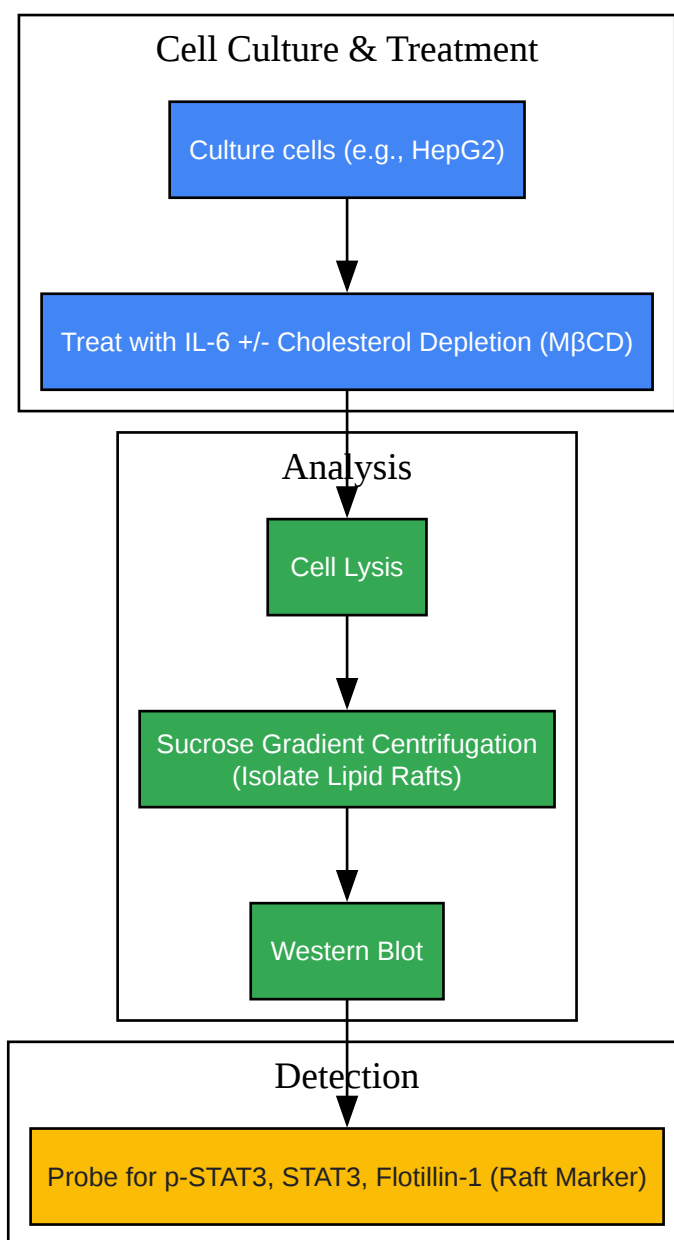 Cell Culture & Treatment
Culture cells (e.g., HepG2)
Treat with IL-6 +/- Cholesterol Depletion (MβCD)
Analysis
Cell Lysis
Sucrose Gradient Centrifugation
(Isolate Lipid Rafts)
Western Blot
Detection
Probe for p-STAT3, STAT3, Flotillin-1 (Raft Marker)